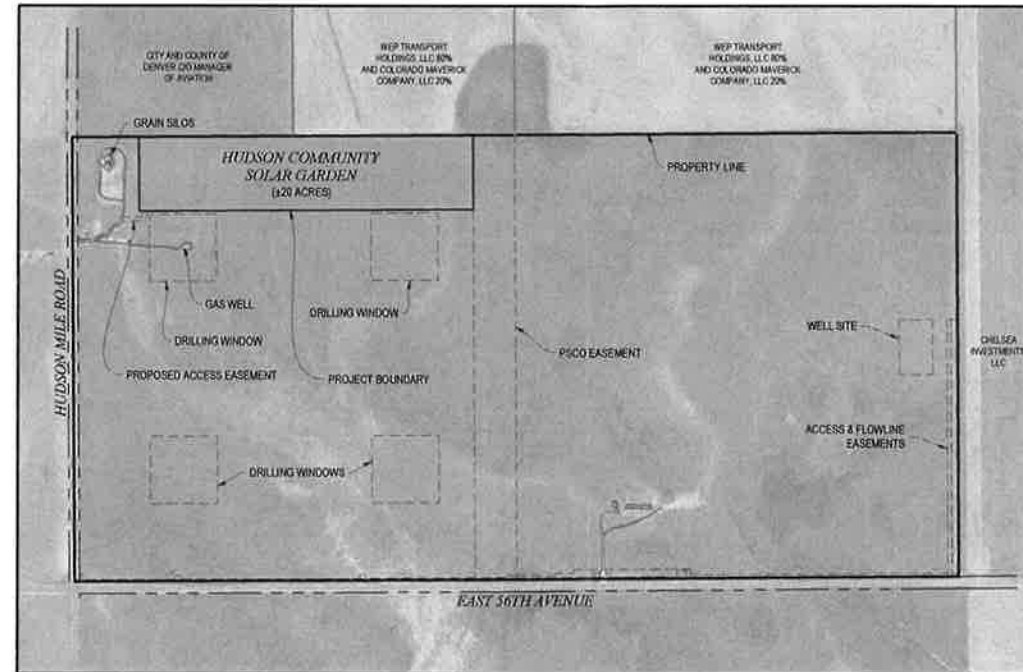 CITY AND COUNTY OF
DENVER C/O MANAGER
OF AVIATION
WEP TRANSPORT
HOLDINGS, LLC 80%
AND COLORADO MAVERICK
COMPANY, LLC 20%
WEP TRANSPORT
HOLDINGS, LLC 80%
AND COLORADO MAVERICK
COMPANY, LLC 20%
GRAIN SILOS
HUDSON COMMUNITY
SOLAR GARDEN
(±20 ACRES)
PROPERTY LINE
HUDSON MILE ROAD
GAS WELL
DRILLING WINDOW
DRILLING WINDOW
PROPOSED ACCESS EASEMENT
PROJECT BOUNDARY
PSCO EASEMENT
WELL SITE
CHELSEA
INVESTMENTS
LLC
ACCESS & FLOWLINE
EASEMENTS
DRILLING WINDOWS
EAST 56TH AVENUE